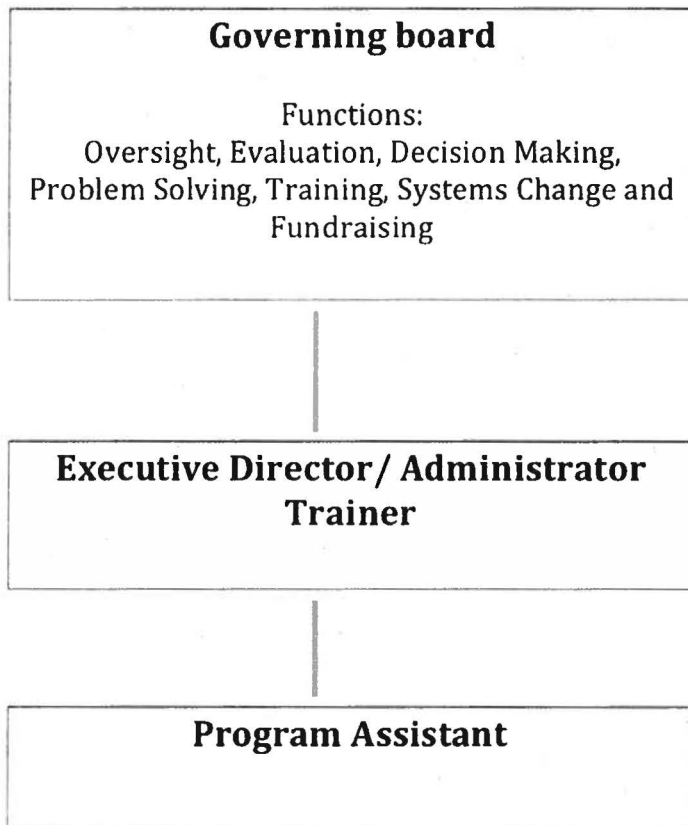 Governing board
Functions:
Oversight, Evaluation, Decision Making,
Problem Solving, Training, Systems Change and
Fundraising
Executive Director/ Administrator
Trainer
Program Assistant